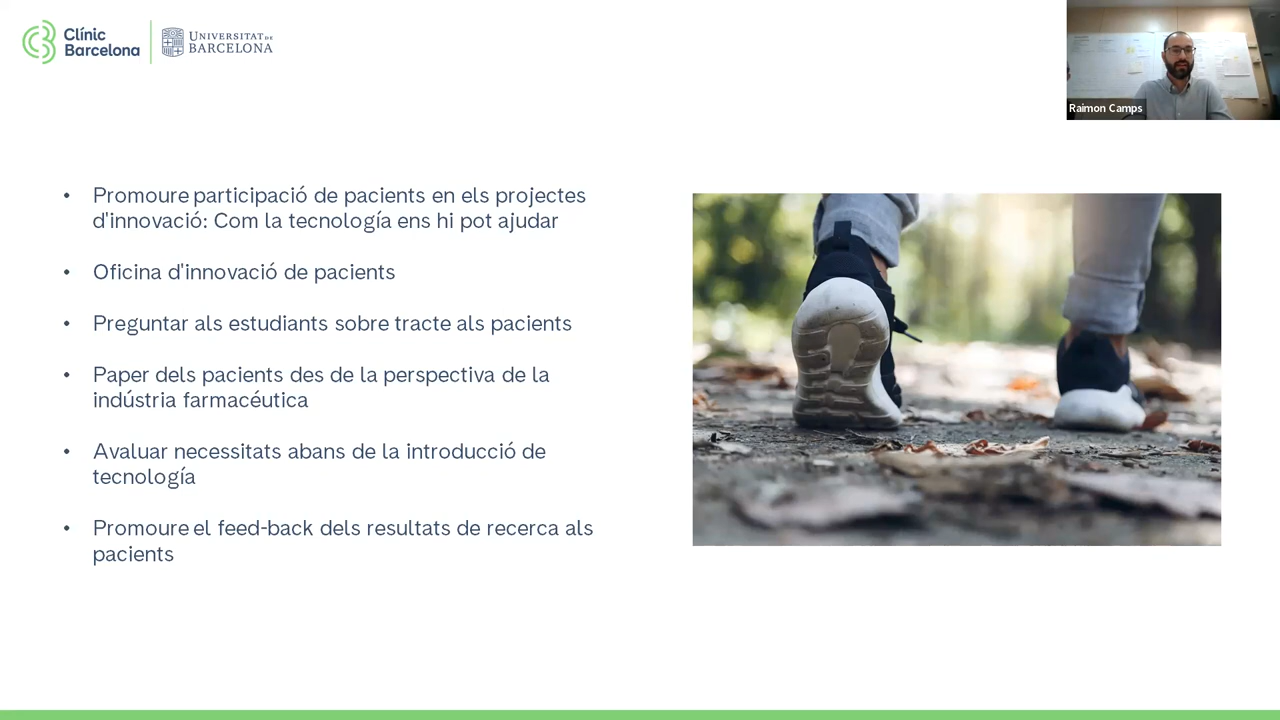 Clínic
Barcelona
UNIVERSITAT DE
BARCELONA
Raimon Camps
• Promoure participació de pacients en els projectes
d'innovació: Com la tecnología ens hi pot ajudar
• Oficina d'innovació de pacients
• Preguntar als estudiants sobre tracte als pacients
• Paper dels pacients des de la perspectiva de la
indústria farmacéutica
• Avaluar necessitats abans de la introducció de
tecnología
• Promoure el feed-back dels resultats de recerca als
pacients